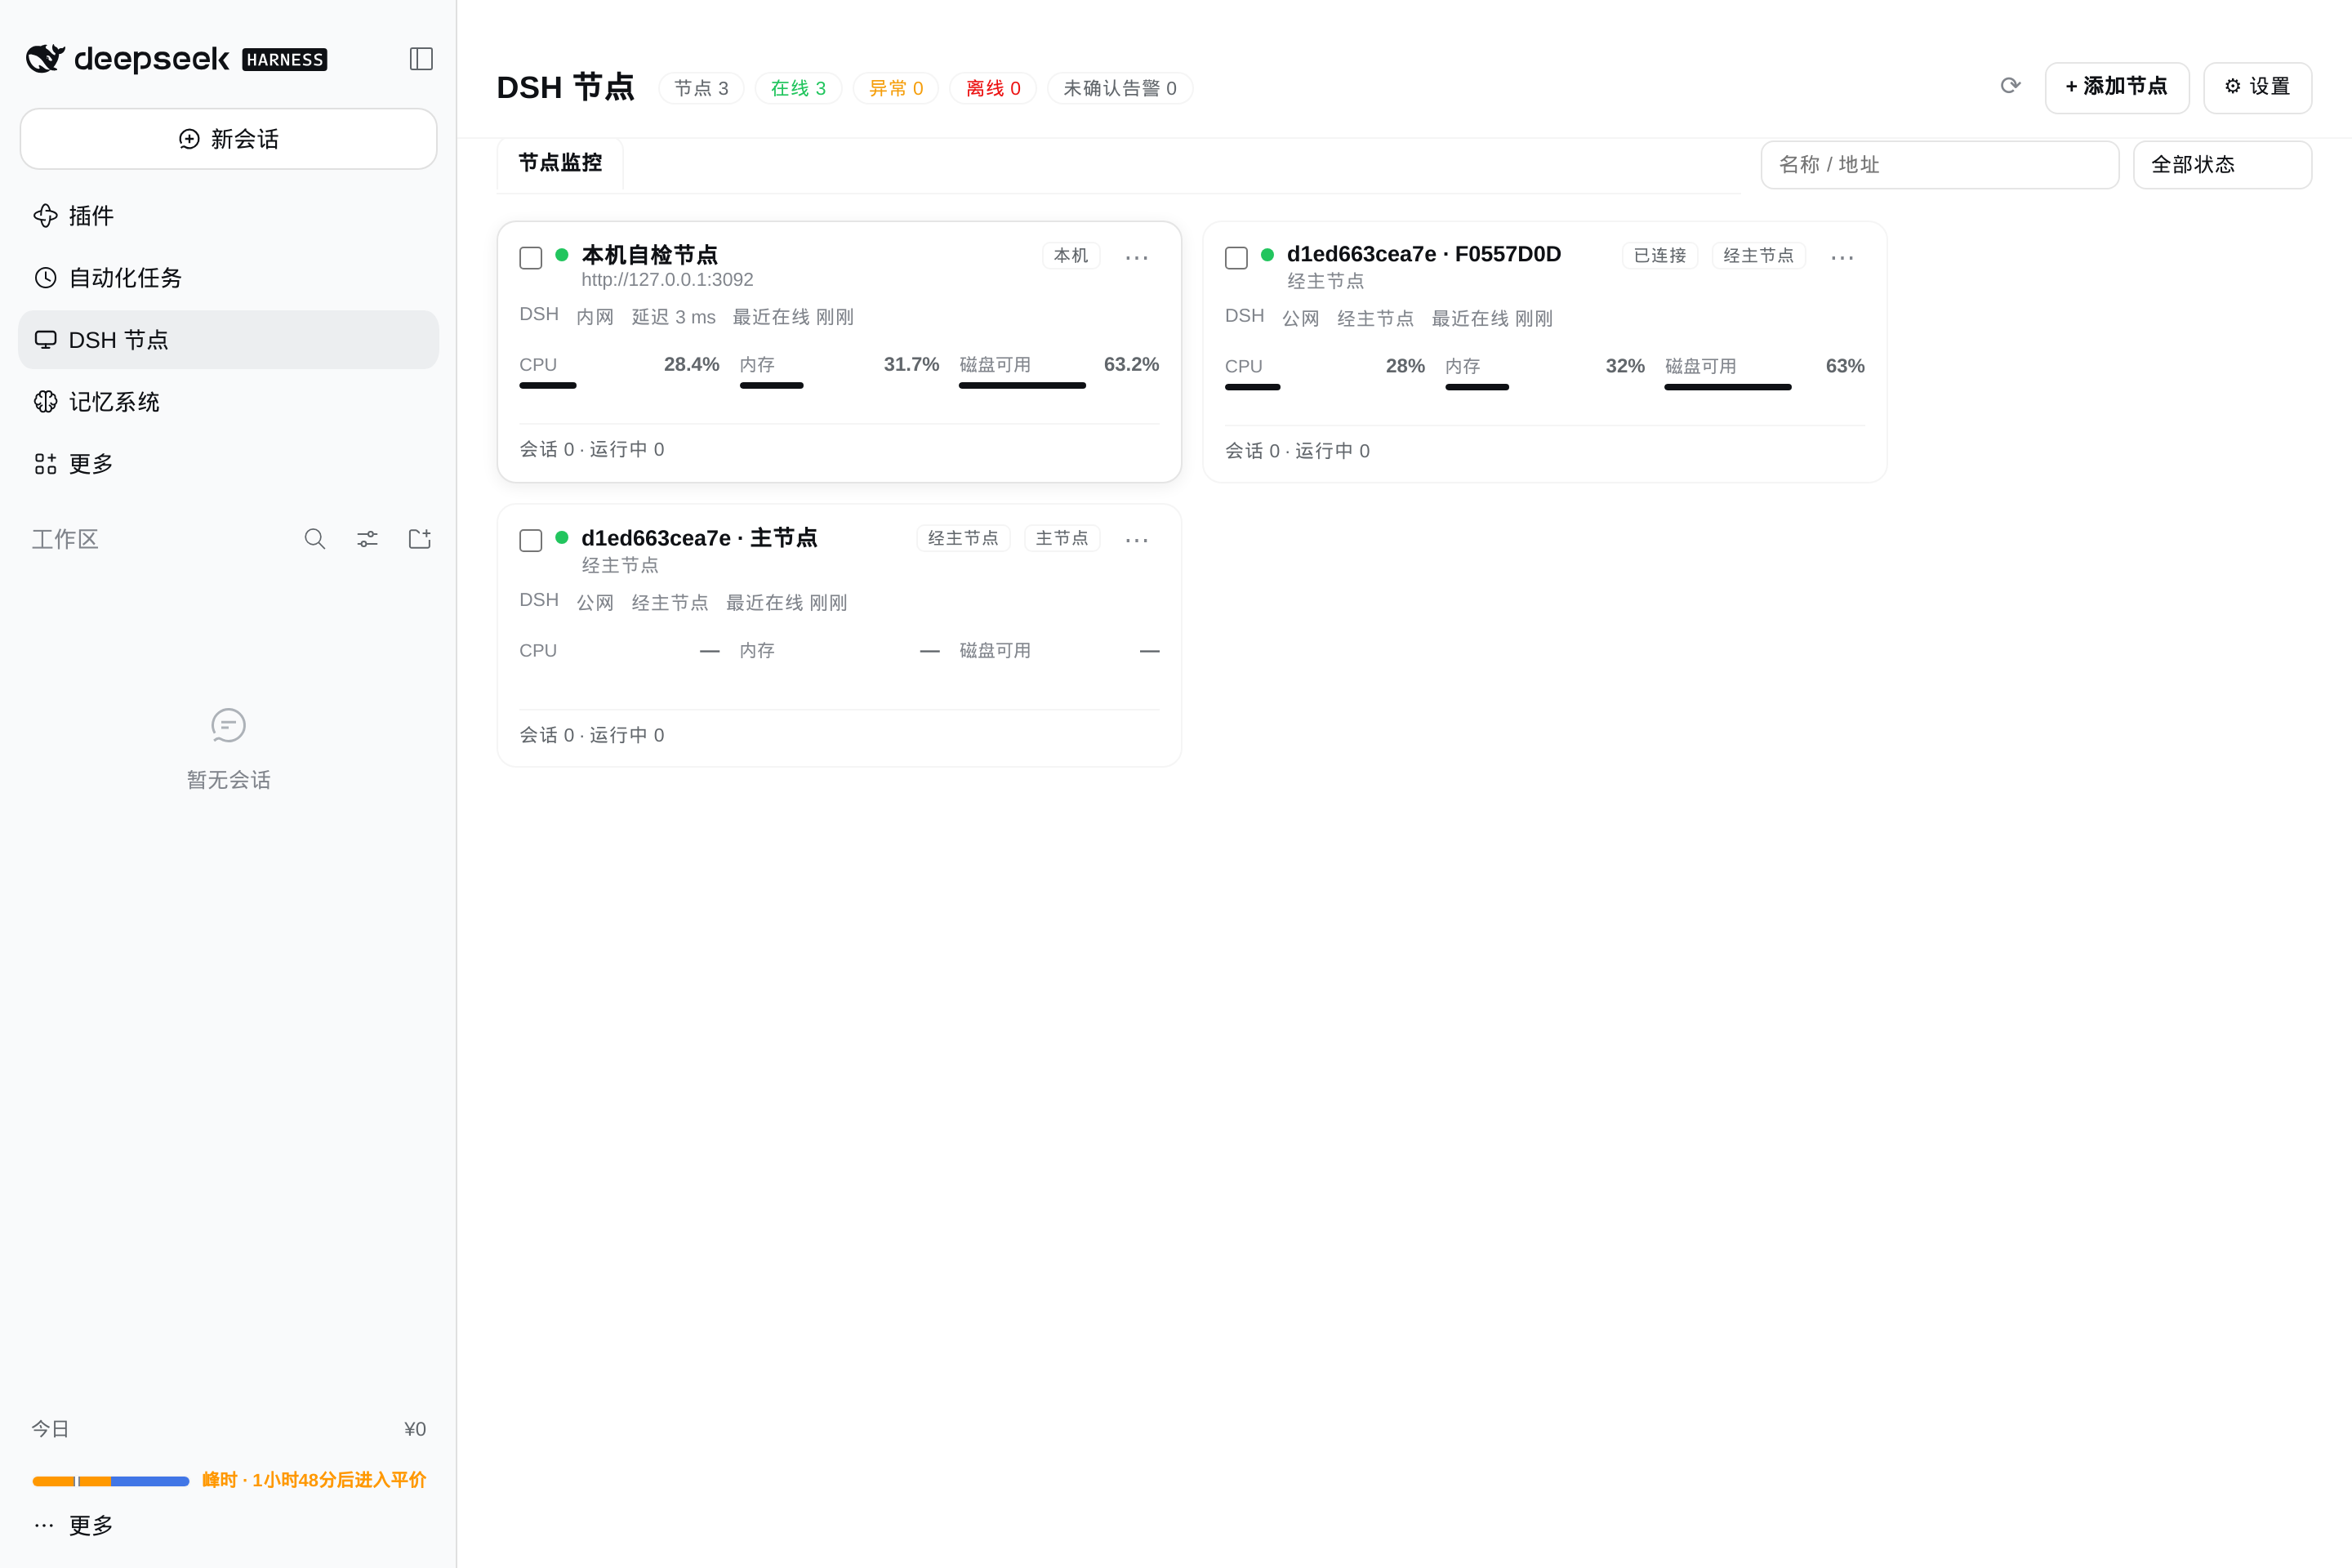 deepseek HARNESS
新会话
插件
自动化任务
DSH 节点
记忆系统
更多
工作区
暂无会话
今日 ¥0
峰时 · 1小时48分后进入平价
··· 更多
DSH 节点 节点 3 在线 3 异常 0 离线 0 未确认告警 0
+ 添加节点 设置
节点监控 名称 / 地址 全部状态
本机自检节点 本机 ···
http://127.0.0.1:3092
DSH 内网 延迟 3 ms 最近在线 刚刚
CPU 28.4% 内存 31.7% 磁盘可用 63.2%
会话 0 · 运行中 0
d1ed663cea7e · F0557D0D 已连接 经主节点 ···
经主节点
DSH 公网 经主节点 最近在线 刚刚
CPU 28% 内存 32% 磁盘可用 63%
会话 0 · 运行中 0
d1ed663cea7e · 主节点 经主节点 主节点 ···
经主节点
DSH 公网 经主节点 最近在线 刚刚
CPU — 内存 — 磁盘可用 —
会话 0 · 运行中 0